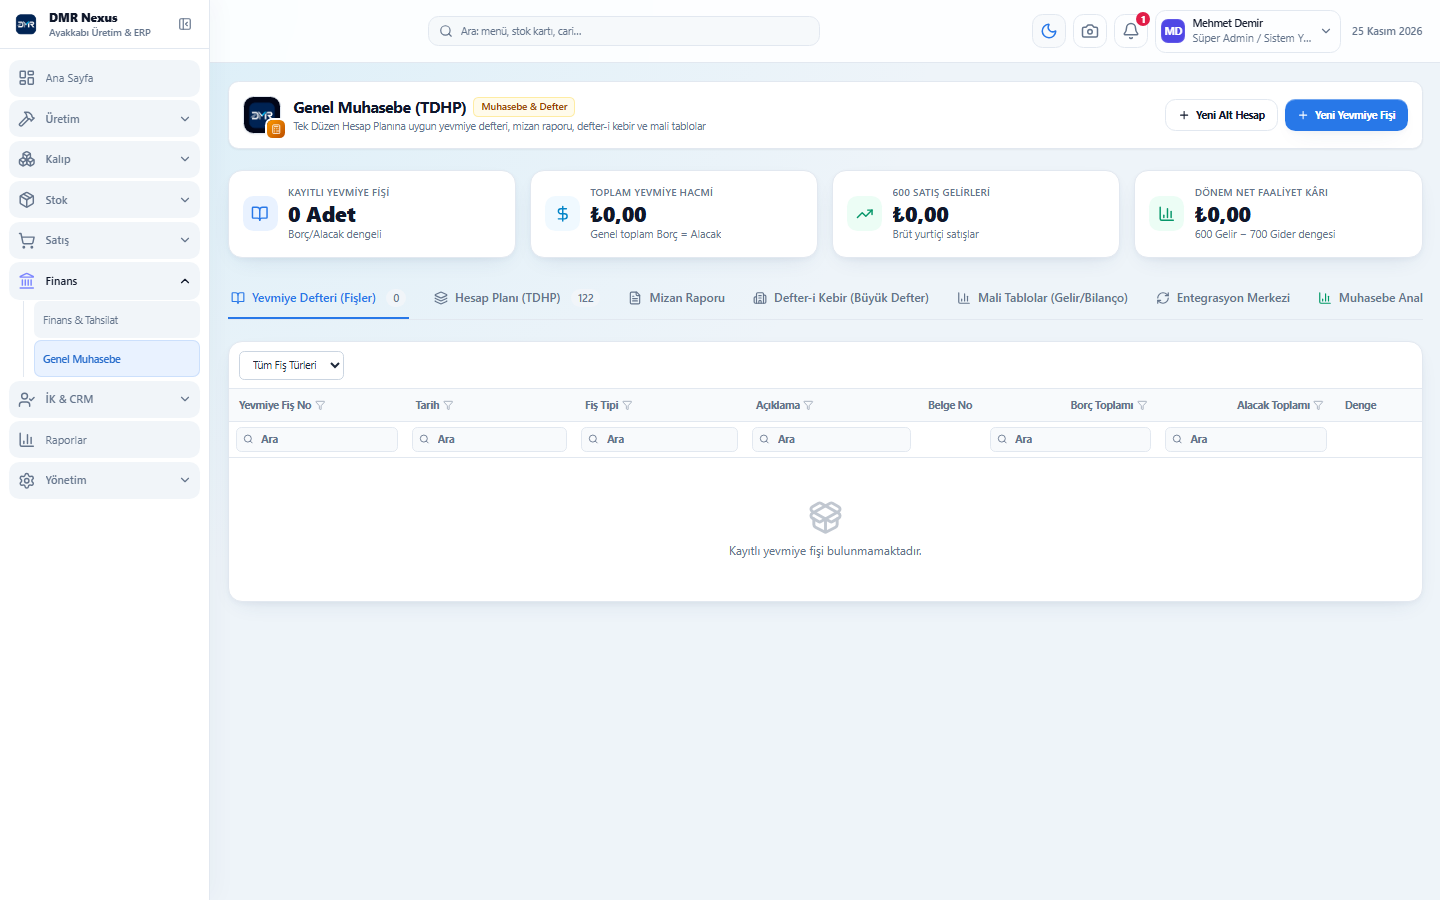 DMR Nexus
Ayakkabı Üretim & ERP
Ara: menü, stok kartı, cari...
1
MD
Mehmet Demir
Süper Admin / Sistem Y...
25 Kasım 2026
Ana Sayfa
Üretim
Kalıp
Stok
Satış
Finans
Finans & Tahsilat
Genel Muhasebe
İK & CRM
Raporlar
Yönetim
DMR
Genel Muhasebe (TDHP)
Muhasebe & Defter
Tek Düzen Hesap Planına uygun yevmiye defteri, mizan raporu, defter-i kebir ve mali tablolar
Yeni Alt Hesap
Yeni Yevmiye Fişi
KAYITLI YEVMİYE FİŞİ
0 Adet
Borç/Alacak dengeli
TOPLAM YEVMİYE HACMİ
₺0,00
Genel toplam Borç = Alacak
600 SATIŞ GELİRLERİ
₺0,00
Brüt yurtiçi satışlar
DÖNEM NET FAALİYET KÂRI
₺0,00
600 Gelir − 700 Gider dengesi
Yevmiye Defteri (Fişler) 0
Hesap Planı (TDHP) 122
Mizan Raporu
Defter-i Kebir (Büyük Defter)
Mali Tablolar (Gelir/Bilanço)
Entegrasyon Merkezi
Muhasebe Anal
Tüm Fiş Türleri
Yevmiye Fiş No
Tarih
Fiş Tipi
Açıklama
Belge No
Borç Toplamı
Alacak Toplamı
Denge
Ara
Ara
Ara
Ara
Ara
Ara
Kayıtlı yevmiye fişi bulunmamaktadır.